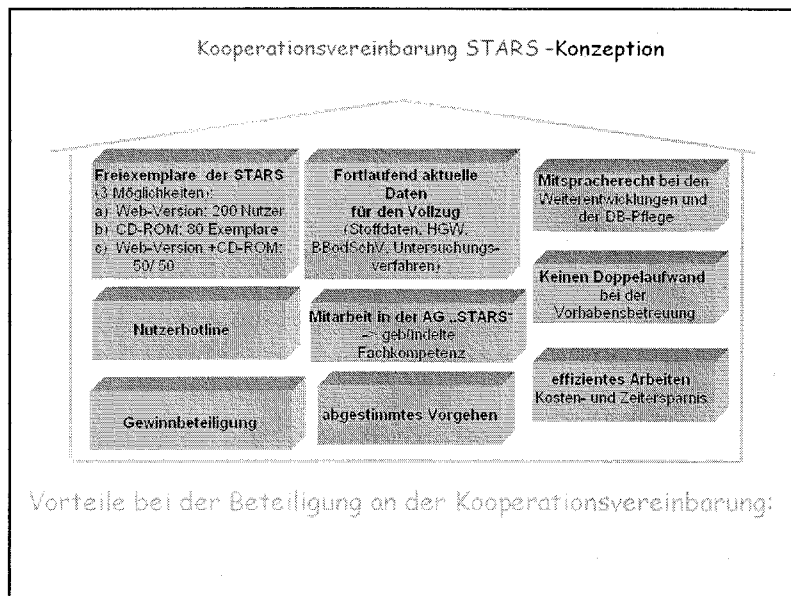 Kooperationsvereinbarung STARS -Konzeption
Freiexemplare der STARS
(3 Möglichkeiten):
a) Web-Version: 200 Nutzer
b) CD-ROM: 80 Exemplare
c) Web-Version +CD-ROM:
50/ 50
Fortlaufend aktuelle
Daten
für den Vollzug
(Stoffdaten, HGW,
BBodSchV, Untersuchungs-
verfahren)
Mitspracherecht bei den
Weiterentwicklungen und
der DB-Pflege
Nutzerhotline
Mitarbeit in der AG „STARS“
–> gebündelte
Fachkompetenz
Keinen Doppelaufwand
bei der
Vorhabensbetreuung
Gewinnbeteiligung
abgestimmtes Vorgehen
effizientes Arbeiten
Kosten- und Zeitersparnis
Vorteile bei der Beteiligung an der Kooperationsvereinbarung: